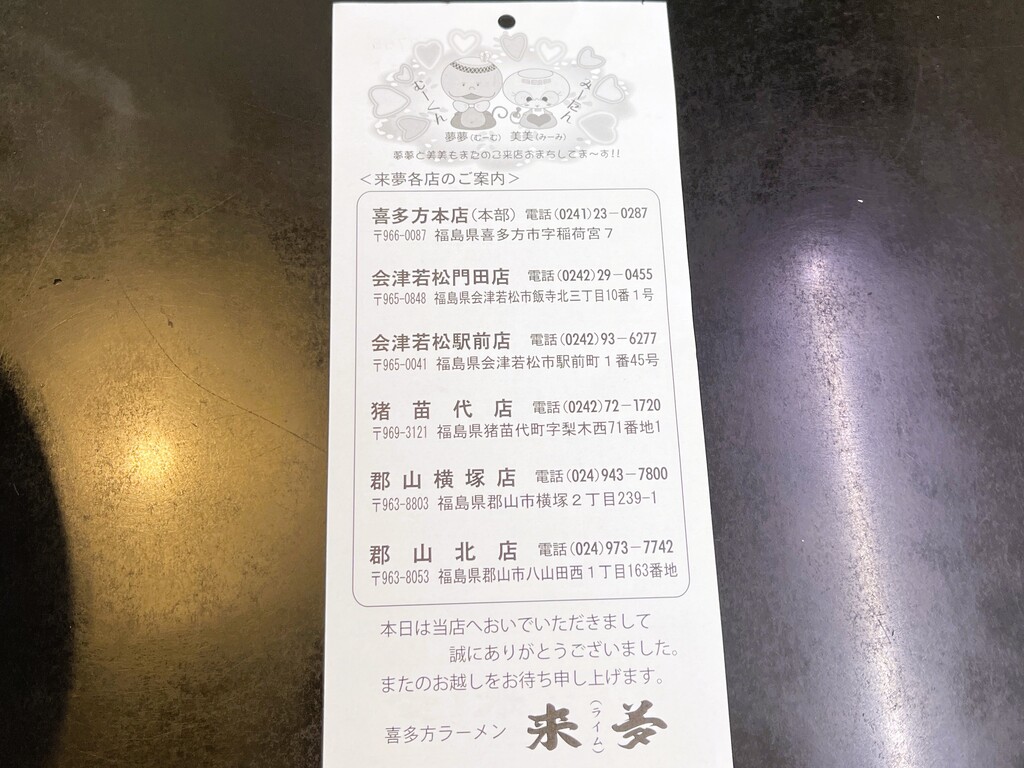 むーくん
みーたん
夢夢(むーむ) 美美(みーみ)
夢夢と美美もまたのご来店おまちしてま〜す!!
＜来夢各店のご案内＞
喜多方本店(本部) 電話(0241)23−0287
〒966-0087 福島県喜多方市字稲荷宮７
会津若松門田店 電話(0242)29−0455
〒965-0848 福島県会津若松市飯寺北三丁目10番１号
会津若松駅前店 電話(0242)93−6277
〒965-0041 福島県会津若松市駅前町１番45号
猪苗代店 電話(0242)72−1720
〒969-3121 福島県猪苗代町字梨木西71番地1
郡山横塚店 電話(024)943−7800
〒963-8803 福島県郡山市横塚２丁目239−1
郡山北店 電話(024)973−7742
〒963-8053 福島県郡山市八山田西１丁目163番地
本日は当店へおいでいただきまして
誠にありがとうございました。
またのお越しをお待ち申し上げます。
喜多方ラーメン 来夢(ライム)